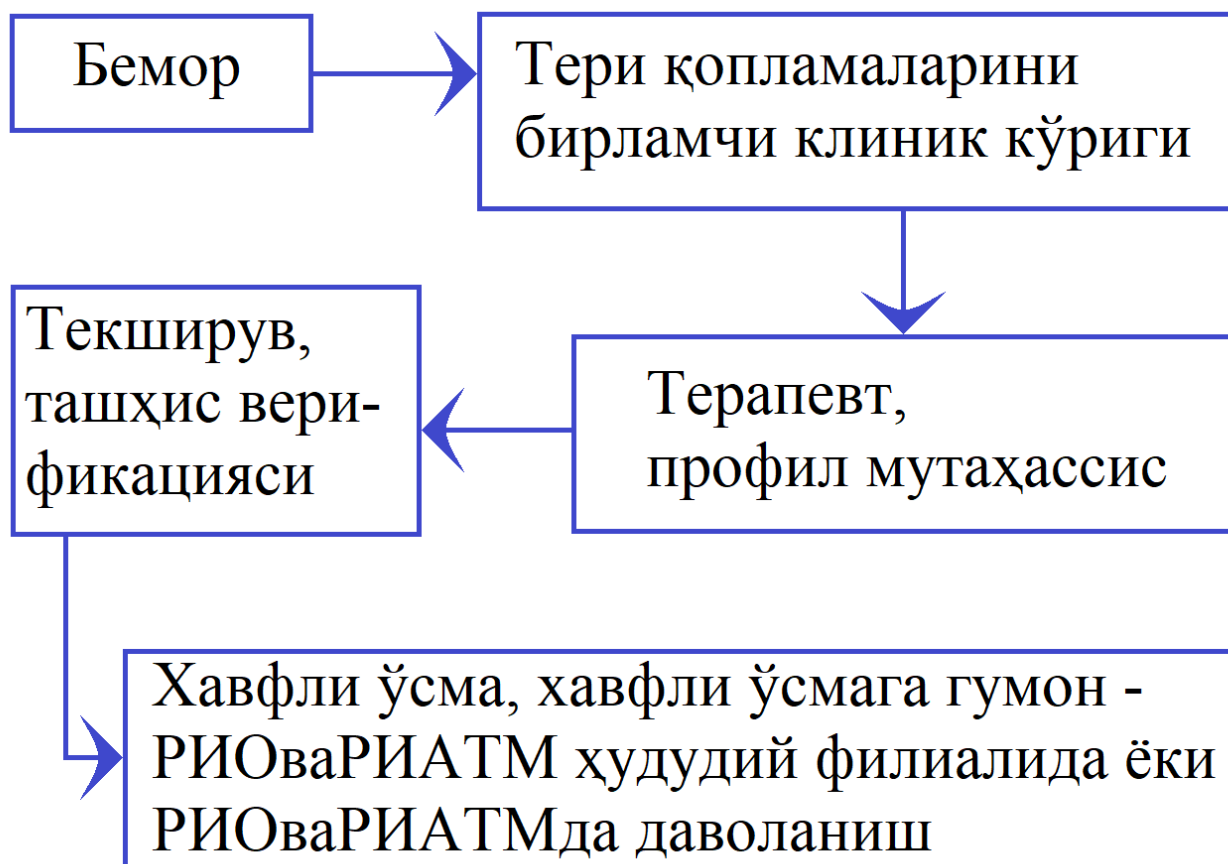 Бемор
Тери қопламаларини
бирламчи клиник кўриги
Терапевт,
профил мутаҳассис
Текширув,
ташҳис вери-
фикацияси
Хавфли ўсма, хавфли ўсмага гумон -
РИОваРИАТМ ҳудудий филиалида ёки
РИОваРИАТМда даволаниш